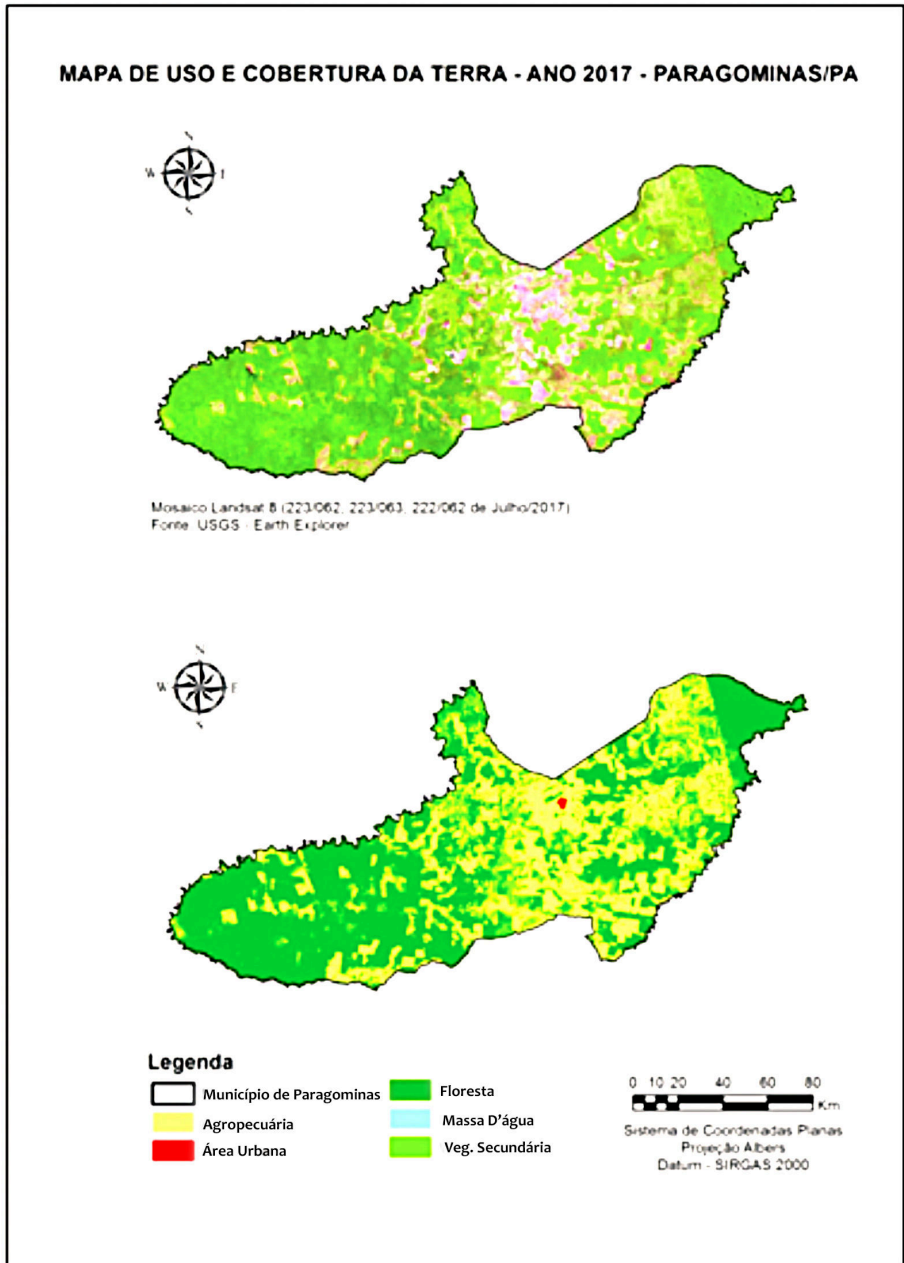 MAPA DE USO E COBERTURA DA TERRA - ANO 2017 - PARAGOMINAS/PA
N
W
S
Mosaico Landsat 8 (223/062, 223/063, 222/062 de Julho/2017)
Fonte: USGS - Earth Explorer
N
W E
S
Legenda
Município de Paragominas
Agropecuária
Área Urbana
Floresta
Massa D'água
Veg. Secundária
0 10 20 40 60 80
Km
Sistema de Coordenadas Planas
Projeção Albers
Datum - SIRGAS 2000